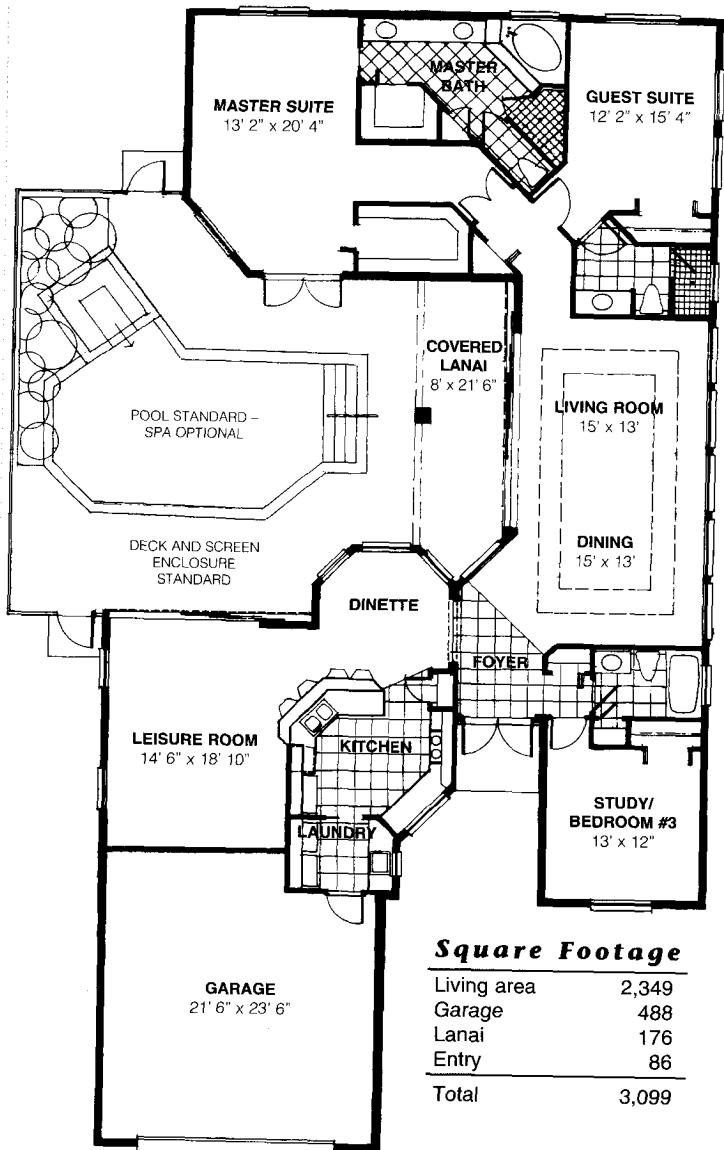 MASTER SUITE
13' 2" x 20' 4"
MASTER
BATH
GUEST SUITE
12' 2" x 15' 4"
COVERED
LANAI
8' x 21' 6"
POOL STANDARD –
SPA OPTIONAL
LIVING ROOM
15' x 13'
DINING
15' x 13'
DECK AND SCREEN
ENCLOSURE
STANDARD
DINETTE
FOYER
LEISURE ROOM
14' 6" x 18' 10"
KITCHEN
LAUNDRY
STUDY/
BEDROOM #3
13' x 12"
GARAGE
21' 6" x 23' 6"
Square Footage
Living area 2,349
Garage 488
Lanai 176
Entry 86
Total 3,099